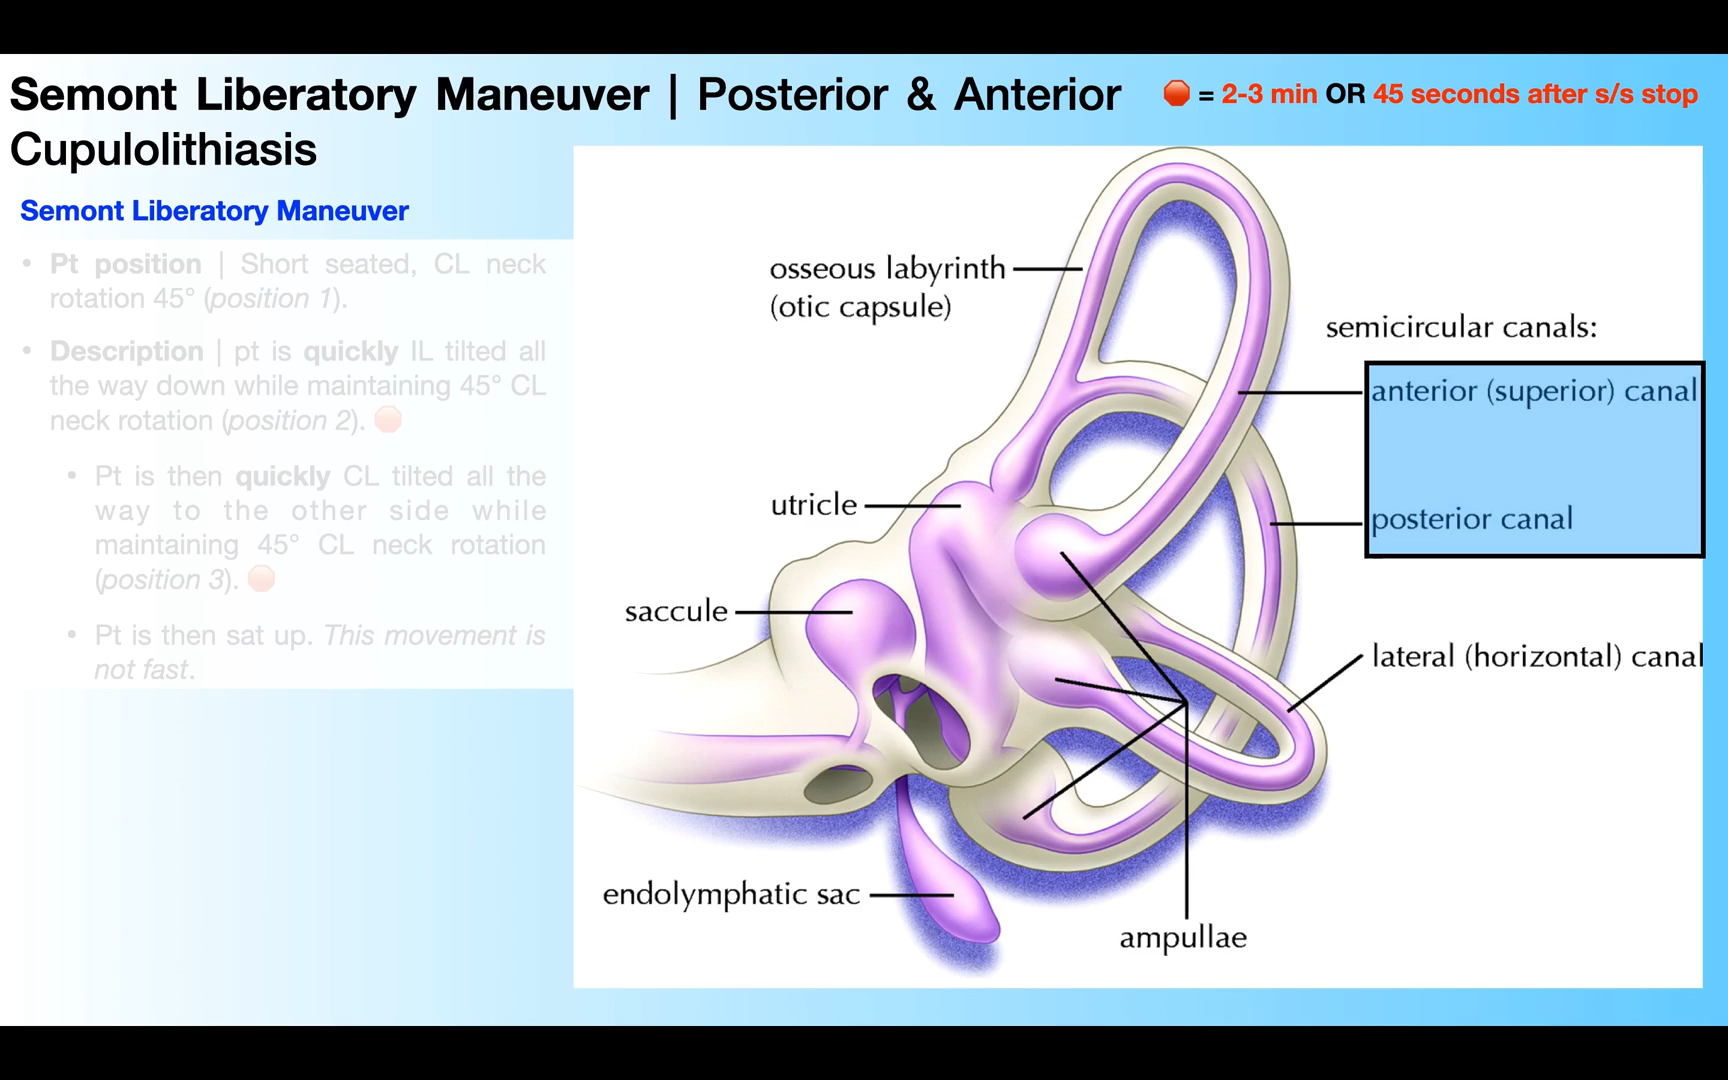 Semont Liberatory Maneuver | Posterior & Anterior
Cupulolithiasis
🛑 = 2-3 min OR 45 seconds after s/s stop
Semont Liberatory Maneuver
• Pt position | Short seated, CL neck
rotation 45° (position 1).
• Description | pt is quickly IL tilted all
the way down while maintaining 45° CL
neck rotation (position 2). 🛑
• Pt is then quickly CL tilted all the
way to the other side while
maintaining 45° CL neck rotation
(position 3). 🛑
• Pt is then sat up. This movement is
not fast.
osseous labyrinth
(otic capsule)
semicircular canals:
anterior (superior) canal
utricle
posterior canal
saccule
lateral (horizontal) canal
endolymphatic sac
ampullae